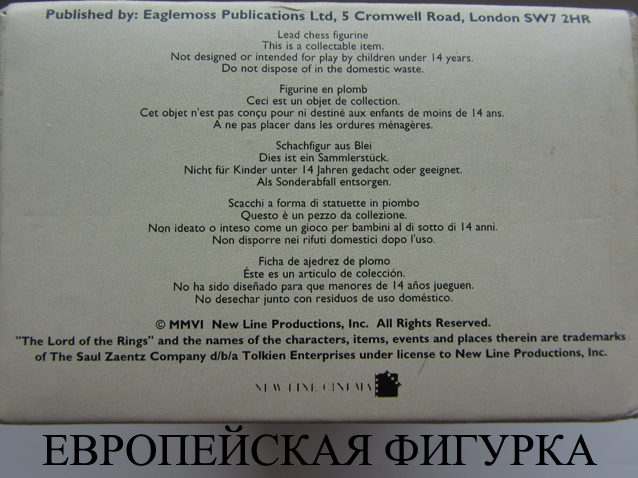 Published by: Eaglemoss Publications Ltd, 5 Cromwell Road, London SW7 2HR
Lead chess figurine
This is a collectable item.
Not designed or intended for play by children under 14 years.
Do not dispose of in the domestic waste.
Figurine en plomb
Ceci est un objet de collection.
Cet objet n'est pas conçu pour ni destiné aux enfants de moins de 14 ans.
A ne pas placer dans les ordures ménagères.
Schachfigur aus Blei
Dies ist ein Sammlerstück.
Nicht für Kinder unter 14 Jahren gedacht oder geeignet.
Als Sonderabfall entsorgen.
Scacchi a forma di statuette in piombo
Questo è un pezzo da collezione.
Non ideato o inteso come un gioco per bambini al di sotto di 14 anni.
Non disporre nei rifiuti domestici dopo l'uso.
Ficha de ajedrez de plomo
Éste es un articulo de colección.
No ha sido diseñado para que menores de 14 años jueguen.
No desechar junto con residuos de uso doméstico.
© MMVI New Line Productions, Inc. All Rights Reserved.
"The Lord of the Rings" and the names of the characters, items, events and places therein are trademarks
of The Saul Zaentz Company d/b/a Tolkien Enterprises under license to New Line Productions, Inc.
NEW LINE CINEMA
ЕВРОПЕЙСКАЯ ФИГУРКА